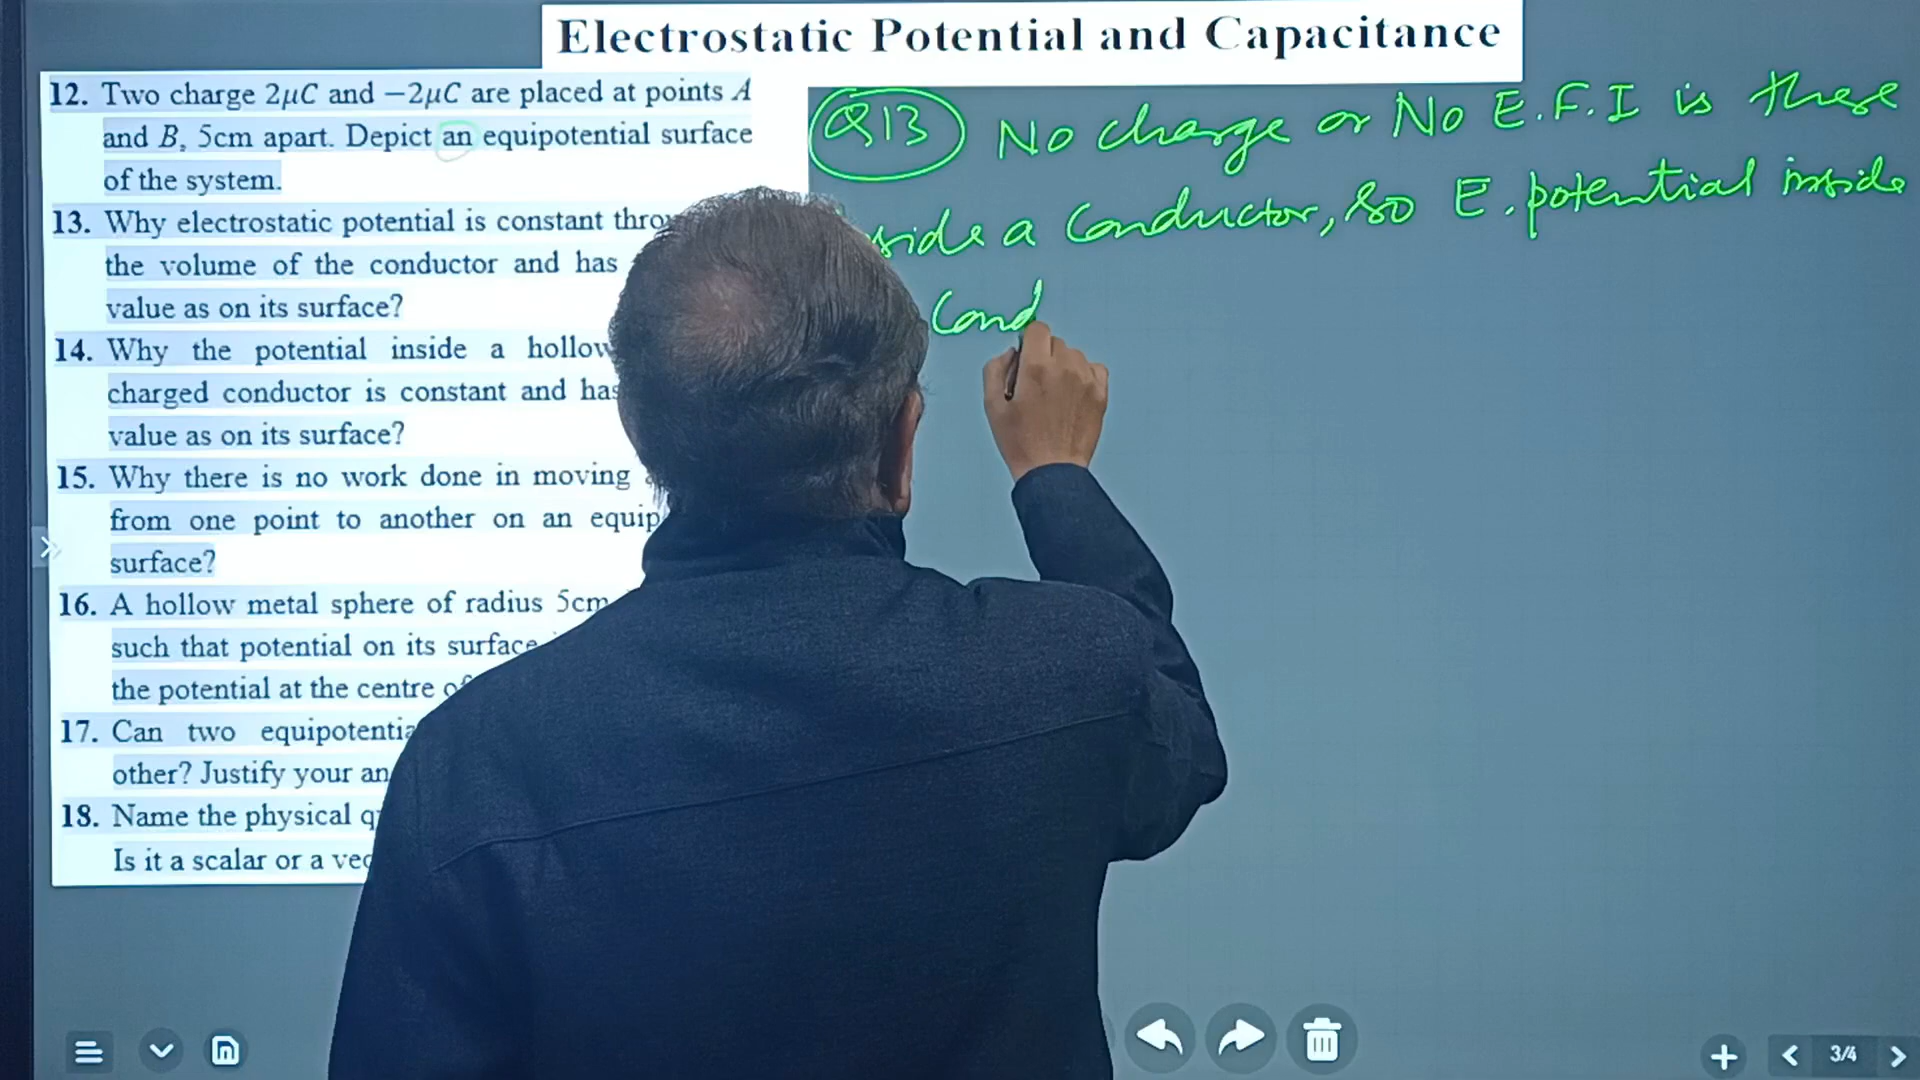 Electrostatic Potential and Capacitance
12. Two charge 2μC and −2μC are placed at points A
and B, 5cm apart. Depict an equipotential surface
of the system.
13. Why electrostatic potential is constant
the volume of the conductor and has
value as on its surface?
14. Why the potential inside a hollow
charged conductor is constant and has
value as on its surface?
15. Why there is no work done in moving
from one point to another on an
surface?
16. A hollow metal sphere of radius 5cm
such that potential on its surface
the potential at the centre of
17. Can two
other? Justify your
18. Name the physical
Is it a scalar or a
Q13 No charge or No E.F.I is there
a Conductor, so E. potential inside
Cond
3/4